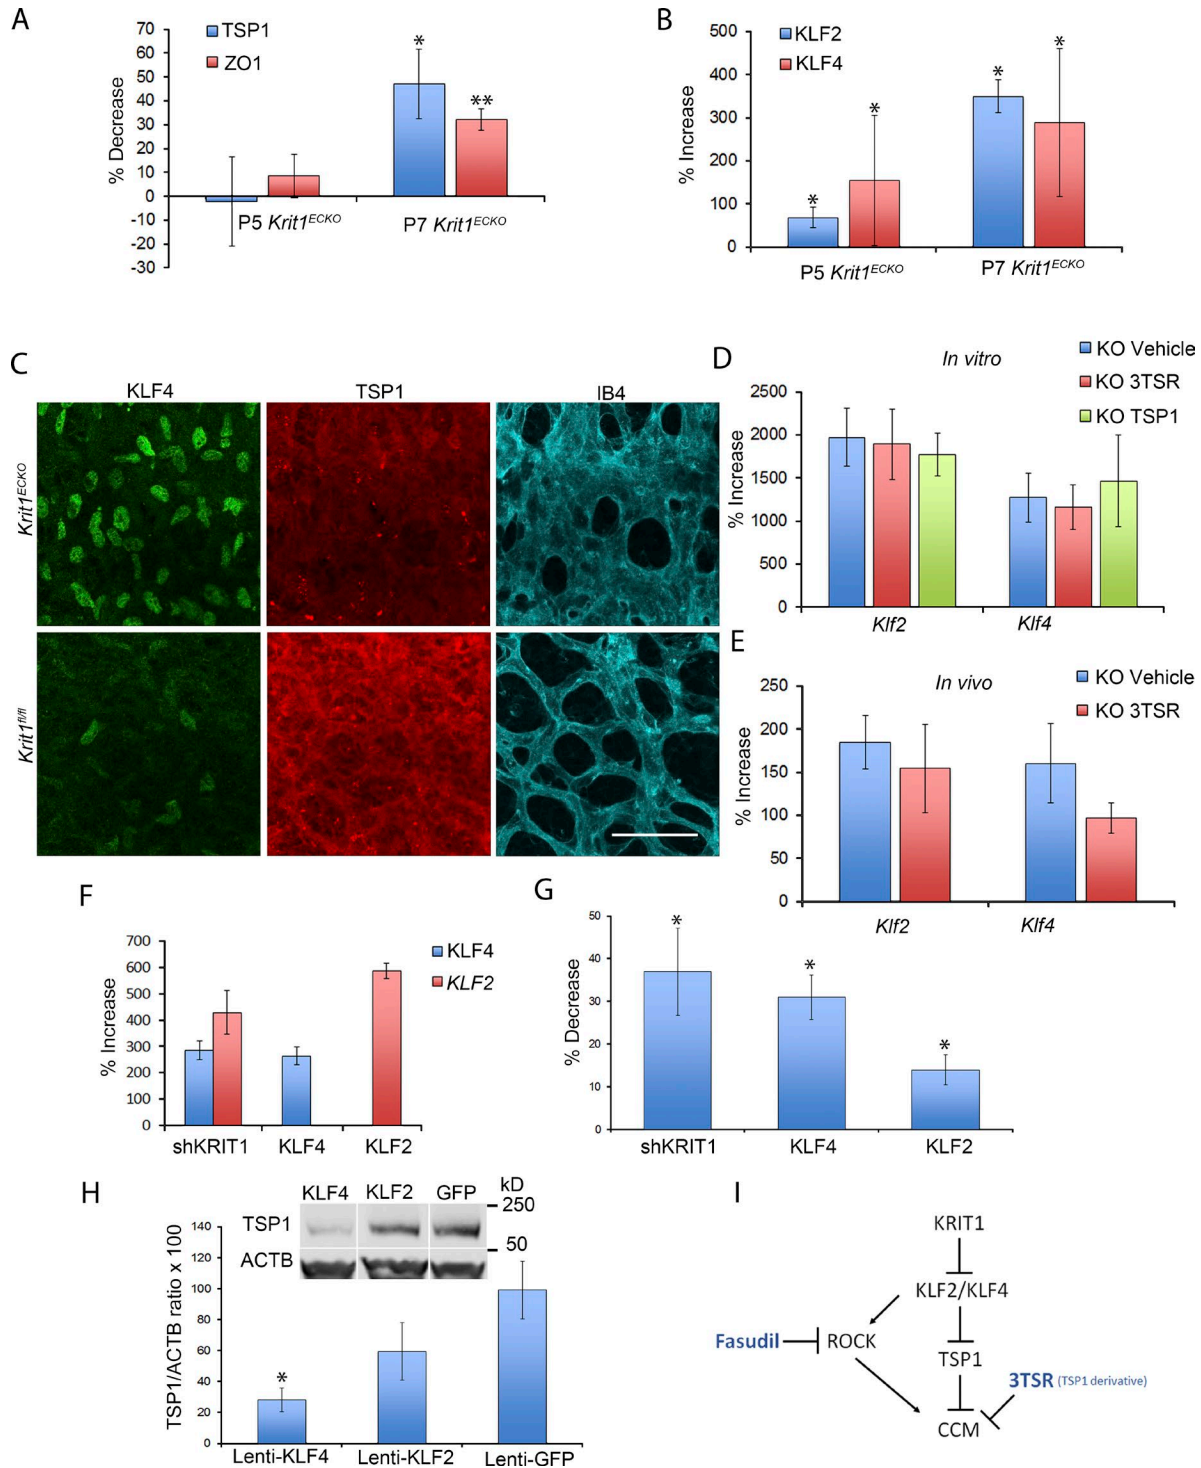 A
% Decrease
70
60
50
40
30
20
10
0
-10
-20
-30
TSP1
ZO1
*
**
P5 Krit1ECKO
P7 Krit1ECKO
B
% Increase
500
400
300
200
100
0
KLF2
KLF4
*
*
*
*
P5 Krit1ECKO
P7 Krit1ECKO
C
KLF4
TSP1
IB4
Krit1ECKO
Krit1fl/fl
D
In vitro
KO Vehicle
KO 3TSR
KO TSP1
% Increase
2500
2000
1500
1000
500
0
Klf2
Klf4
E
In vivo
KO Vehicle
KO 3TSR
% Increase
250
200
150
100
50
0
Klf2
Klf4
F
% Increase
700
600
500
400
300
200
100
0
KLF4
KLF2
shKRIT1
KLF4
KLF2
G
% Decrease
50
40
30
20
10
0
*
*
*
shKRIT1
KLF4
KLF2
H
TSP1/ACTB ratio x 100
140
120
100
80
60
40
20
0
KLF4
KLF2
GFP
kD
250
50
TSP1
ACTB
*
Lenti-KLF4
Lenti-KLF2
Lenti-GFP
I
KRIT1
KLF2/KLF4
Fasudil
ROCK
TSP1
3TSR (TSP1 derivative)
CCM